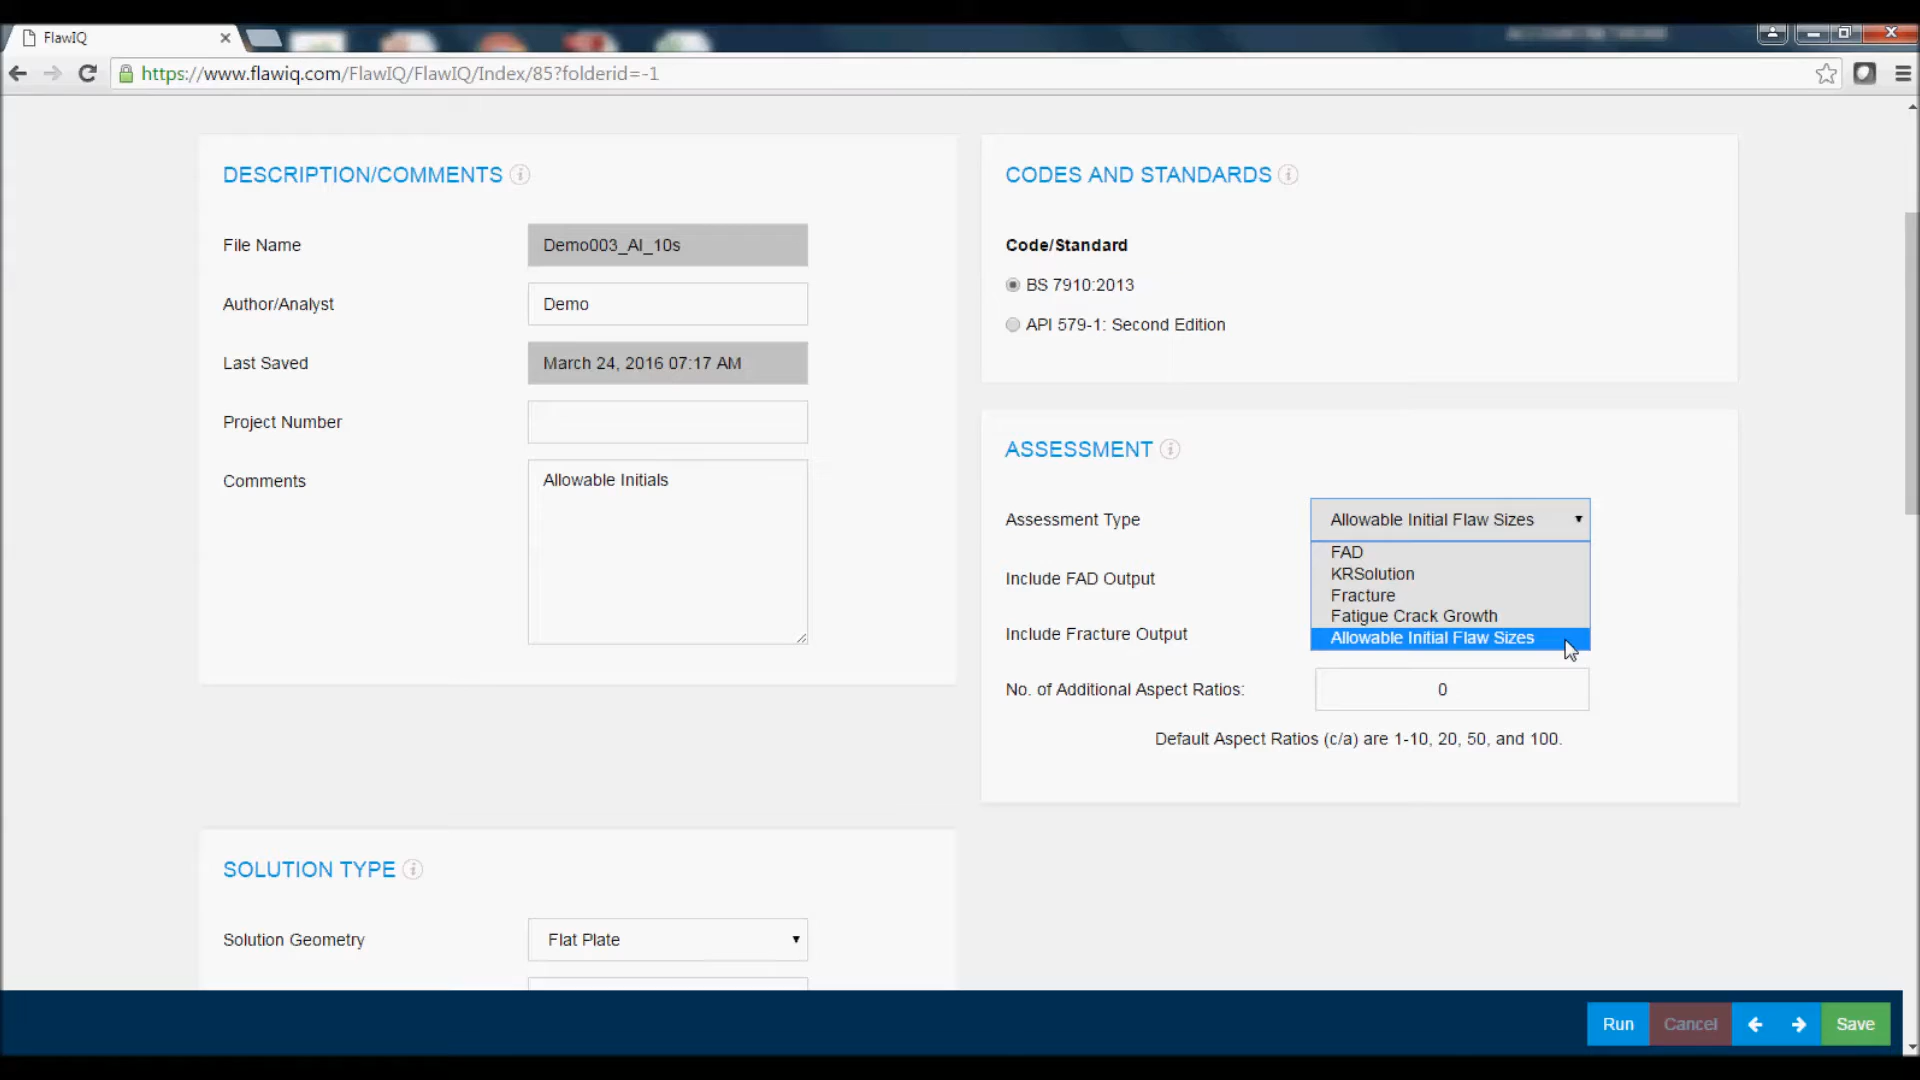 FlawIQ
https://www.flawiq.com/FlawIQ/FlawIQ/Index/85?folderid=-1
DESCRIPTION/COMMENTS
File Name
Demo003_AI_10s
Author/Analyst
Demo
Last Saved
March 24, 2016 07:17 AM
Project Number
Comments
Allowable Initials
CODES AND STANDARDS
Code/Standard
BS 7910:2013
API 579-1: Second Edition
ASSESSMENT
Assessment Type
Allowable Initial Flaw Sizes
FAD
KRSolution
Fracture
Fatigue Crack Growth
Allowable Initial Flaw Sizes
Include FAD Output
Include Fracture Output
No. of Additional Aspect Ratios:
0
Default Aspect Ratios (c/a) are 1-10, 20, 50, and 100.
SOLUTION TYPE
Solution Geometry
Flat Plate
Run
Cancel
Save